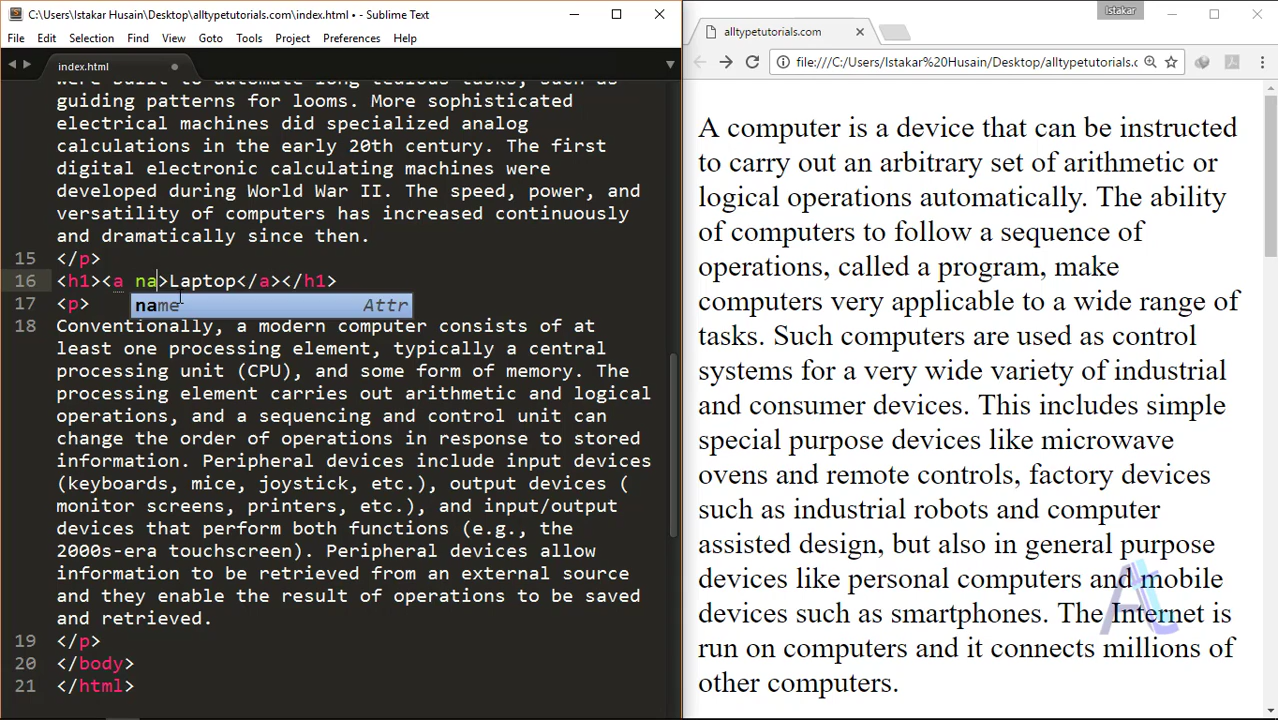 C:\Users\Istakar Husain\Desktop\alltypetutorials.com\index.html • - Sublime Text
File Edit Selection Find View Goto Tools Project Preferences Help
index.html
guiding patterns for looms. More sophisticated
electrical machines did specialized analog
calculations in the early 20th century. The first
digital electronic calculating machines were
developed during World War II. The speed, power, and
versatility of computers has increased continuously
and dramatically since then.
15 </p>
16 <h1><a na>Laptop</a></h1>
17 <p>
name Attr
18 Conventionally, a modern computer consists of at
least one processing element, typically a central
processing unit (CPU), and some form of memory. The
processing element carries out arithmetic and logical
operations, and a sequencing and control unit can
change the order of operations in response to stored
information. Peripheral devices include input devices
(keyboards, mice, joystick, etc.), output devices (
monitor screens, printers, etc.), and input/output
devices that perform both functions (e.g., the
2000s-era touchscreen). Peripheral devices allow
information to be retrieved from an external source
and they enable the result of operations to be saved
and retrieved.
19 </p>
20 </body>
21 </html>
Istakar
alltypetutorials.com
file:///C:/Users/Istakar%20Husain/Desktop/alltypetutorials.c
A computer is a device that can be instructed
to carry out an arbitrary set of arithmetic or
logical operations automatically. The ability
of computers to follow a sequence of
operations, called a program, make
computers very applicable to a wide range of
tasks. Such computers are used as control
systems for a very wide variety of industrial
and consumer devices. This includes simple
special purpose devices like microwave
ovens and remote controls, factory devices
such as industrial robots and computer
assisted design, but also in general purpose
devices like personal computers and mobile
devices such as smartphones. The Internet is
run on computers and it connects millions of
other computers.